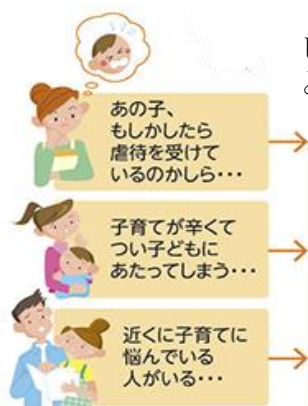 あの子、
もしかしたら
虐待を受けて
いるのかしら・・・
子育てが辛くて
つい子どもに
あたってしまう・・・
近くに子育てに
悩んでいる
人がいる・・・